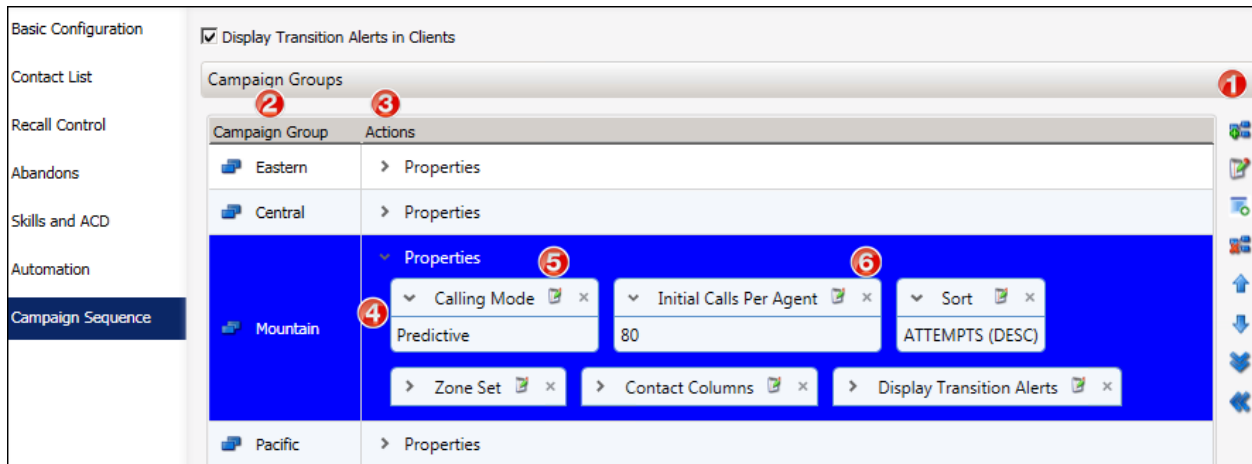 Basic Configuration
Contact List
Recall Control
Abandons
Skills and ACD
Automation
Campaign Sequence
Display Transition Alerts in Clients
Campaign Groups
1
2 3
Campaign Group Actions
Eastern Properties
Central Properties
Properties
5 6
Calling Mode Initial Calls Per Agent Sort
4
Mountain
Predictive 80 ATTEMPTS (DESC)
Zone Set Contact Columns Display Transition Alerts
Pacific Properties